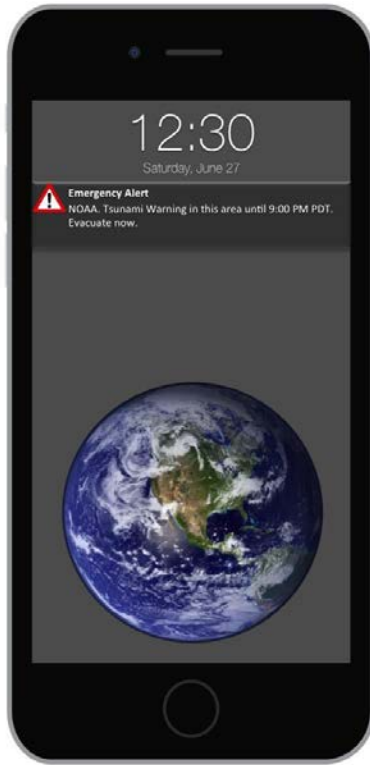 12:30
Saturday, June 27
Emergency Alert
NOAA. Tsunami Warning in this area until 9:00 PM PDT.
Evacuate now.